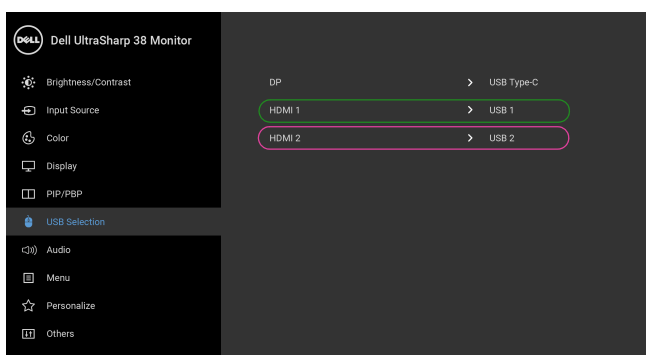 DELL Dell UltraSharp 38 Monitor
Brightness/Contrast
Input Source
Color
Display
PIP/PBP
USB Selection
Audio
Menu
Personalize
Others
DP > USB Type-C
HDMI 1 > USB 1
HDMI 2 > USB 2